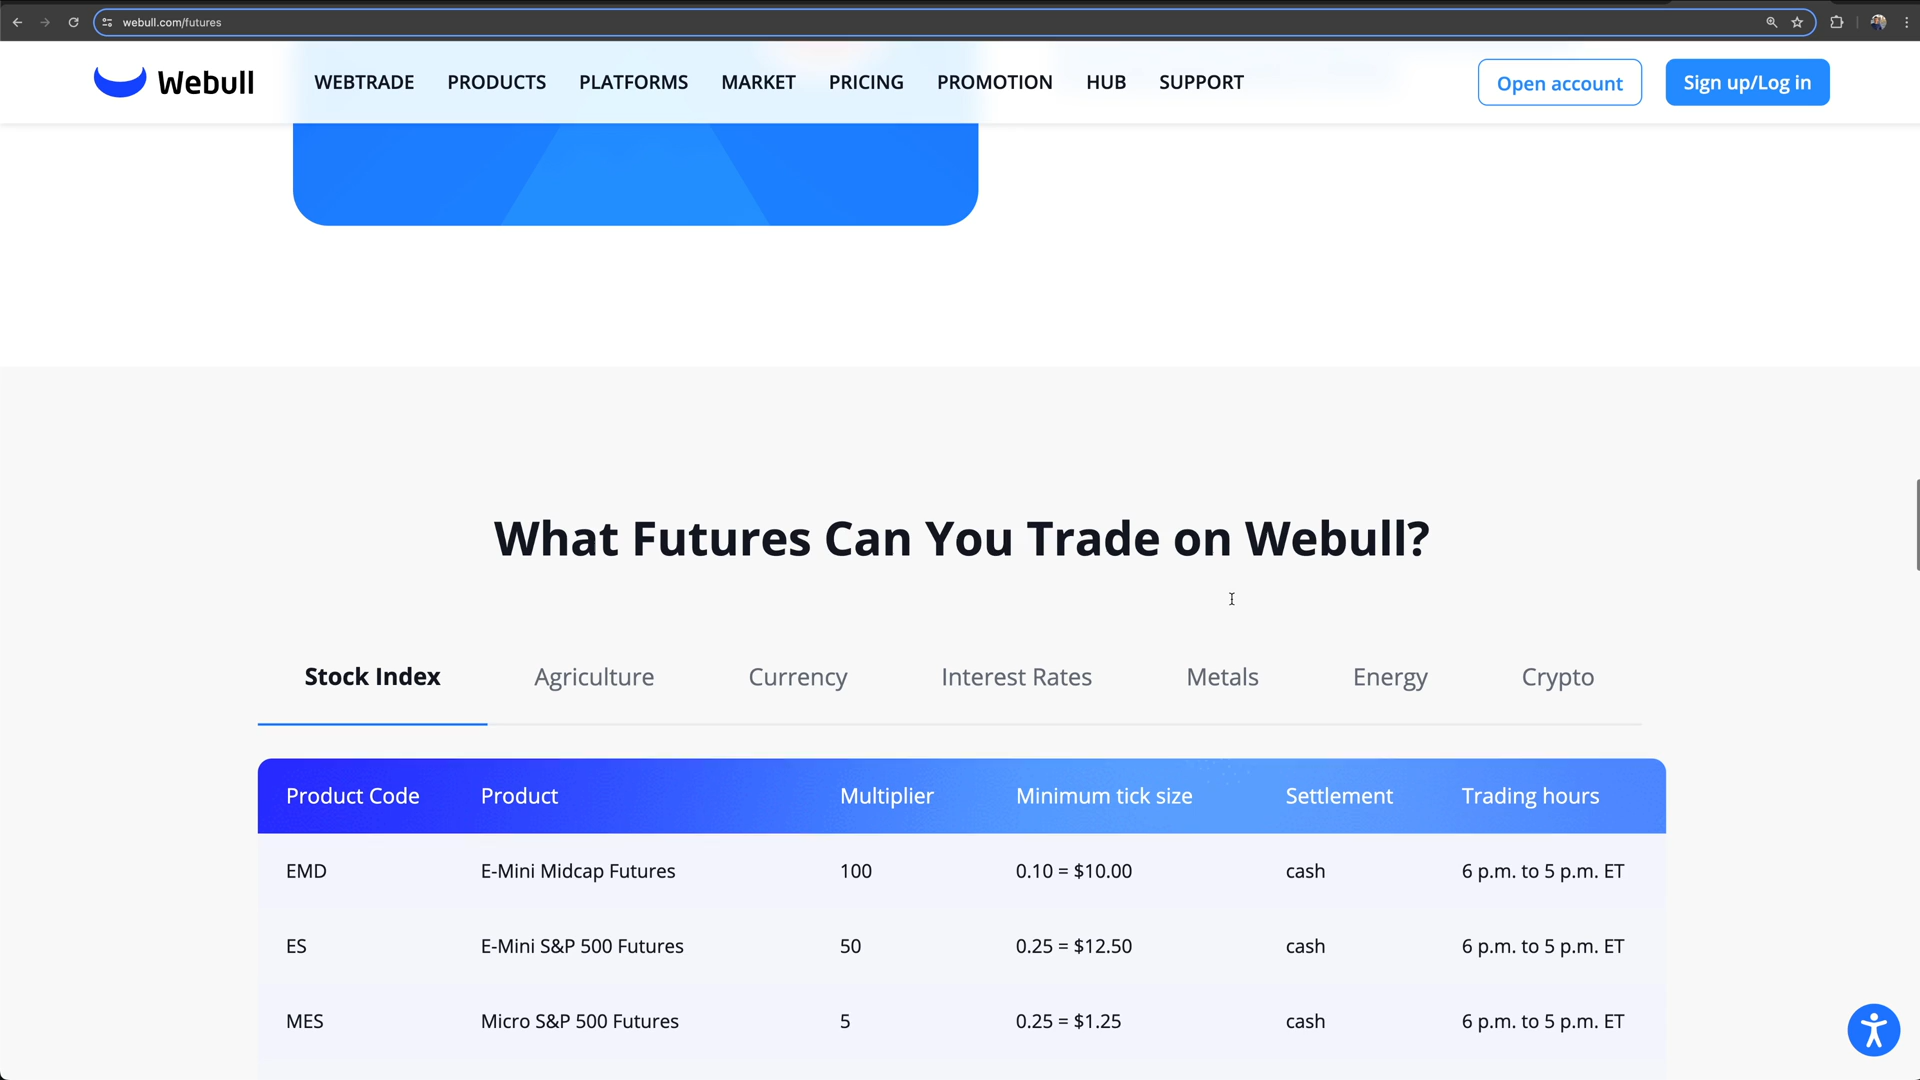 webull.com/futures
Webull WEBTRADE PRODUCTS PLATFORMS MARKET PRICING PROMOTION HUB SUPPORT Open account Sign up/Log in
What Futures Can You Trade on Webull?
Stock Index Agriculture Currency Interest Rates Metals Energy Crypto
Product Code Product Multiplier Minimum tick size Settlement Trading hours
EMD E-Mini Midcap Futures 100 0.10 = $10.00 cash 6 p.m. to 5 p.m. ET
ES E-Mini S&P 500 Futures 50 0.25 = $12.50 cash 6 p.m. to 5 p.m. ET
MES Micro S&P 500 Futures 5 0.25 = $1.25 cash 6 p.m. to 5 p.m. ET